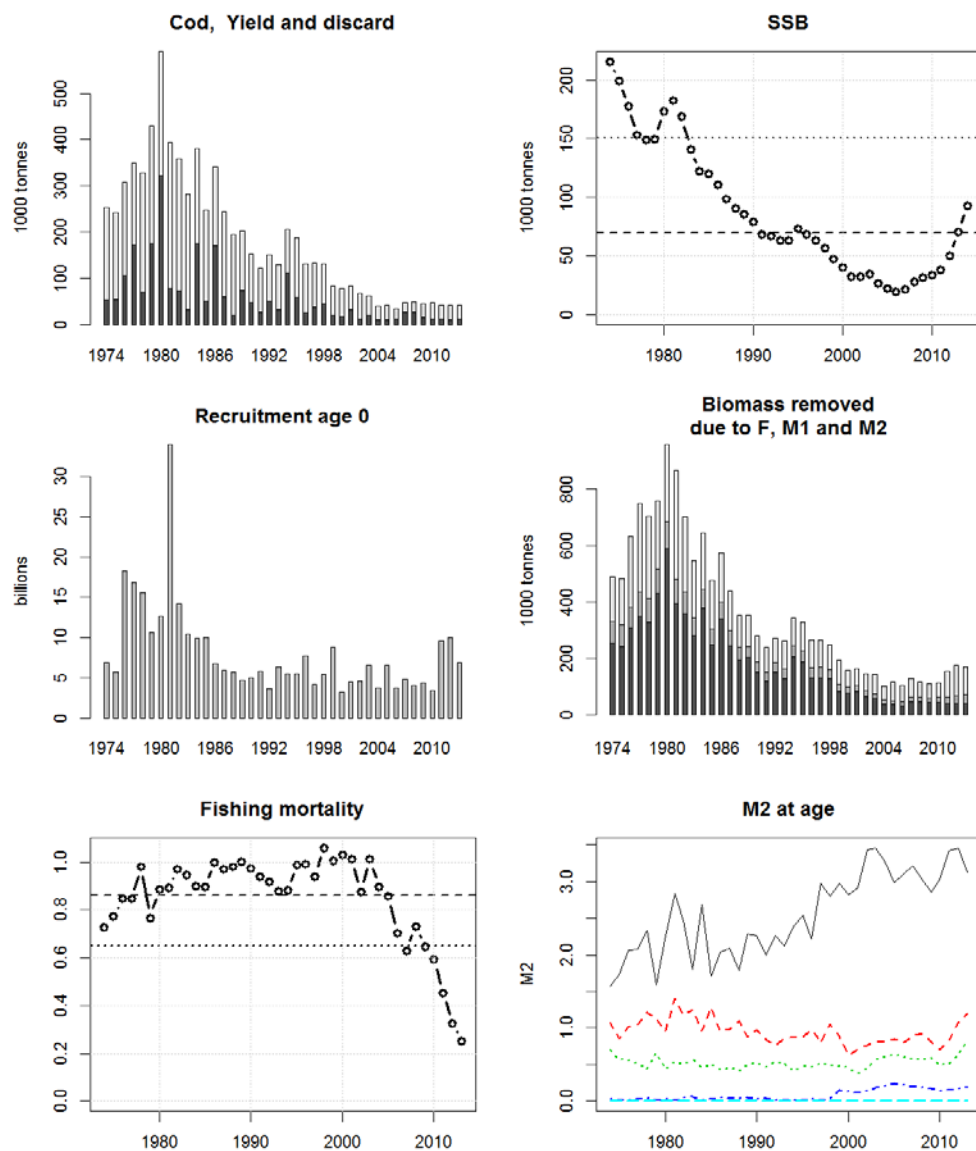 Cod, Yield and discard
1000 tonnes
0 100 200 300 400 500
1974 1980 1986 1992 1998 2004 2010
SSB
1000 tonnes
0 50 100 150 200
1980 1990 2000 2010
Recruitment age 0
billions
0 5 10 15 20 25 30
1974 1980 1986 1992 1998 2004 2010
Biomass removed
due to F, M1 and M2
1000 tonnes
0 200 400 600 800
1974 1980 1986 1992 1998 2004 2010
Fishing mortality
0.0 0.2 0.4 0.6 0.8 1.0
1980 1990 2000 2010
M2 at age
M2
0.0 1.0 2.0 3.0
1980 1990 2000 2010